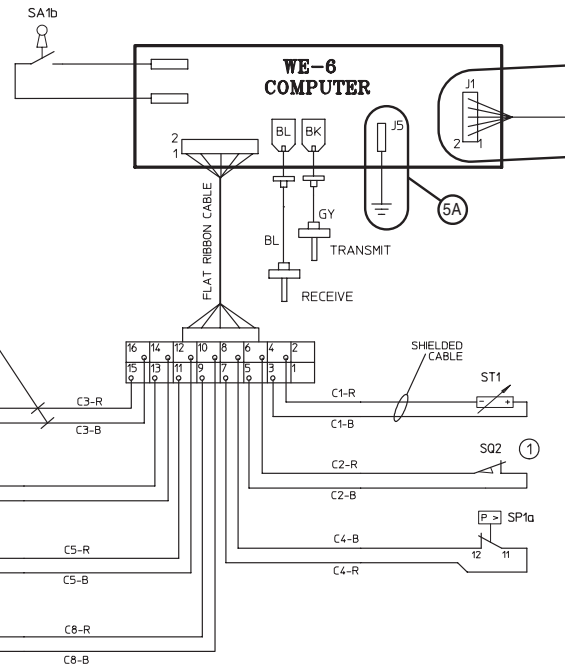 SA1b
WE-6
COMPUTER
J1
BL
BK
J5
2
1
2
1
5A
FLAT RIBBON CABLE
GY
BL
TRANSMIT
RECEIVE
16 14 12 10 8 6 4 2
15 13 11 9 7 5 3 1
SHIELDED
CABLE
ST1
C3-R
C1-R
- +
C3-B
C1-B
SQ2
1
C2-R
C2-B
P >
SP1a
C4-B
12
11
C5-R
C4-R
C5-B
C8-R
C8-B